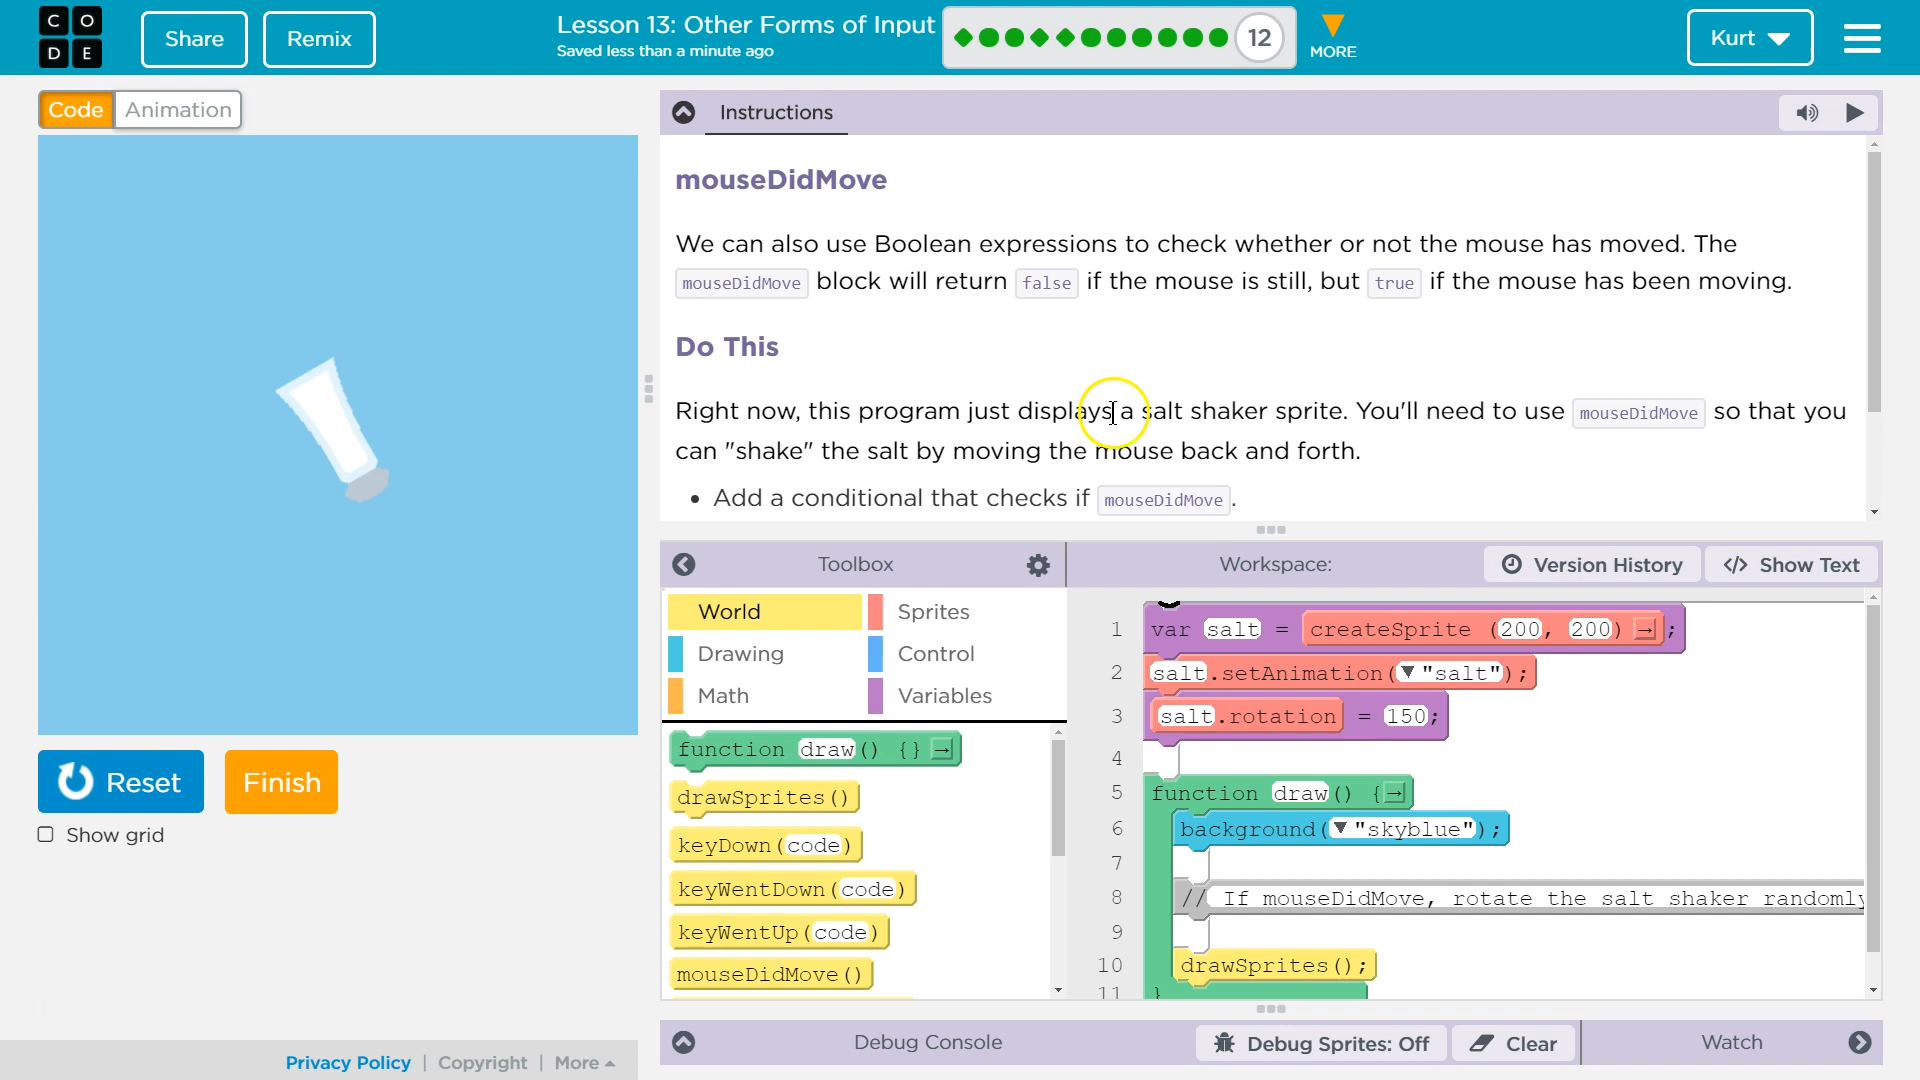 C O
D E
Share
Remix
Lesson 13: Other Forms of Input
Saved less than a minute ago
12
MORE
Kurt
Code
Animation
Instructions
mouseDidMove
We can also use Boolean expressions to check whether or not the mouse has moved. The
mouseDidMove block will return false if the mouse is still, but true if the mouse has been moving.
Do This
Right now, this program just displays a salt shaker sprite. You'll need to use mouseDidMove so that you
can "shake" the salt by moving the mouse back and forth.
• Add a conditional that checks if mouseDidMove.
Toolbox
Workspace:
Version History
</> Show Text
World
Sprites
Drawing
Control
Math
Variables
function draw() {}
drawSprites()
keyDown(code)
keyWentDown(code)
keyWentUp(code)
mouseDidMove()
1 var salt = createSprite (200, 200) → ;
2 salt.setAnimation(▼"salt");
3 salt.rotation = 150;
4
5 function draw() {→
6 background(▼"skyblue");
7
8 // If mouseDidMove, rotate the salt shaker randomly
9
10 drawSprites();
11 }
Reset
Finish
Show grid
Debug Console
Debug Sprites: Off
Clear
Watch
Privacy Policy | Copyright | More